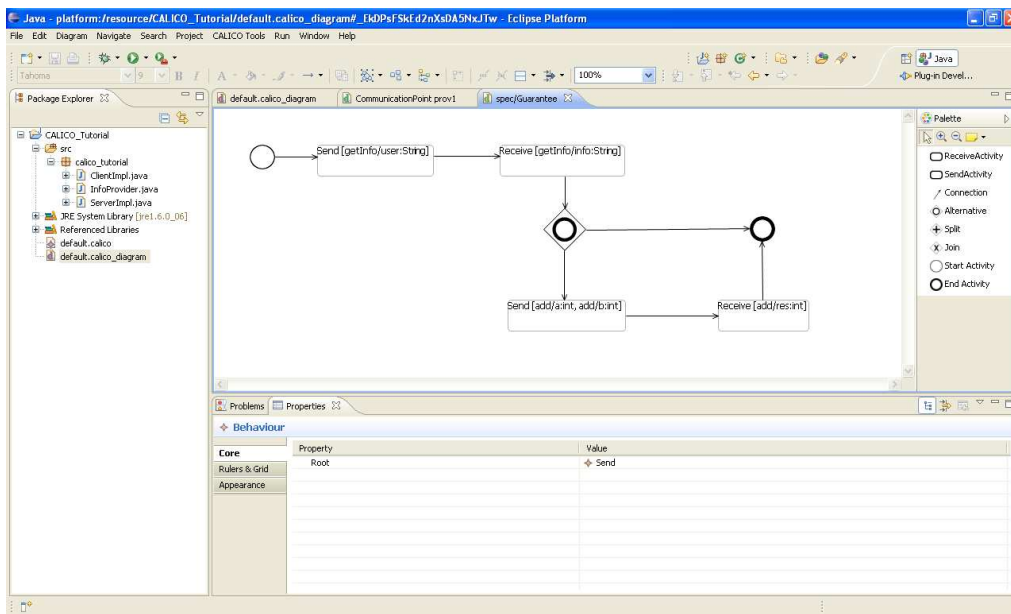 Java - platform:/resource/CALICO_Tutorial/default.calico_diagram#_EkDPsFSkEd2nXsDA5NxJTw - Eclipse Platform
File Edit Diagram Navigate Search Project CALICO Tools Run Window Help
Java
Tahoma 9 B I A 100% Plug-in Devel...
Package Explorer
default.calico_diagram CommunicationPoint prov1 spec/Guarantee
CALICO_Tutorial
src
calico_tutorial
ClientImpl.java
InfoProvider.java
ServerImpl.java
JRE System Library [jre1.6.0_06]
Referenced Libraries
default.calico
default.calico_diagram
Send [getInfo/user:String] Receive [getInfo/info:String]
Send [add/a:int, add/b:int] Receive [add/res:int]
Palette
ReceiveActivity
SendActivity
Connection
Alternative
Split
Join
Start Activity
End Activity
Problems Properties
Behaviour
Core
Rulers & Grid
Appearance
Property Value
Root Send